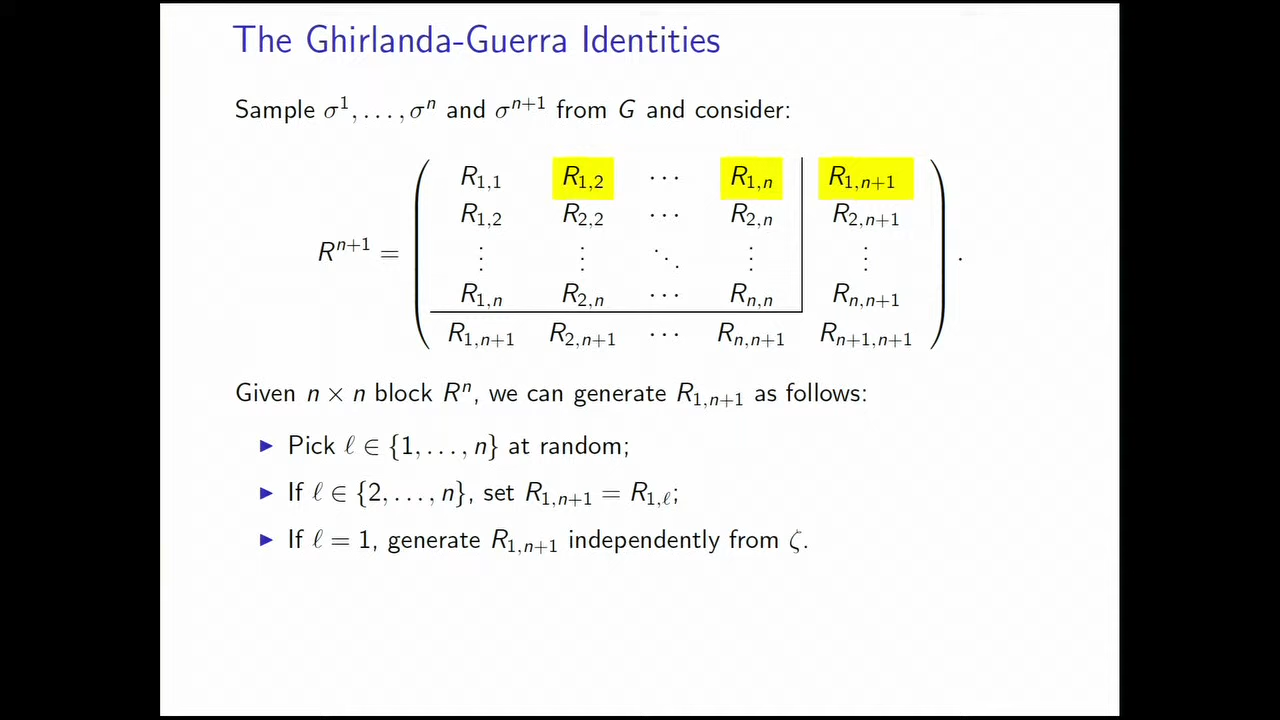 The Ghirlanda-Guerra Identities
Sample σ¹, . . . , σⁿ and σⁿ⁺¹ from G and consider:
R₁,₁ R₁,₂ ··· R₁,ₙ R₁,ₙ₊₁
R₁,₂ R₂,₂ ··· R₂,ₙ R₂,ₙ₊₁
Rⁿ⁺¹ = ⋮ ⋮ ⋱ ⋮ ⋮ .
R₁,ₙ R₂,ₙ ··· Rₙ,ₙ Rₙ,ₙ₊₁
R₁,ₙ₊₁ R₂,ₙ₊₁ ··· Rₙ,ₙ₊₁ Rₙ₊₁,ₙ₊₁
Given n × n block Rⁿ, we can generate R₁,ₙ₊₁ as follows:
▶ Pick ℓ ∈ {1, . . . , n} at random;
▶ If ℓ ∈ {2, . . . , n}, set R₁,ₙ₊₁ = R₁,ℓ;
▶ If ℓ = 1, generate R₁,ₙ₊₁ independently from ζ.